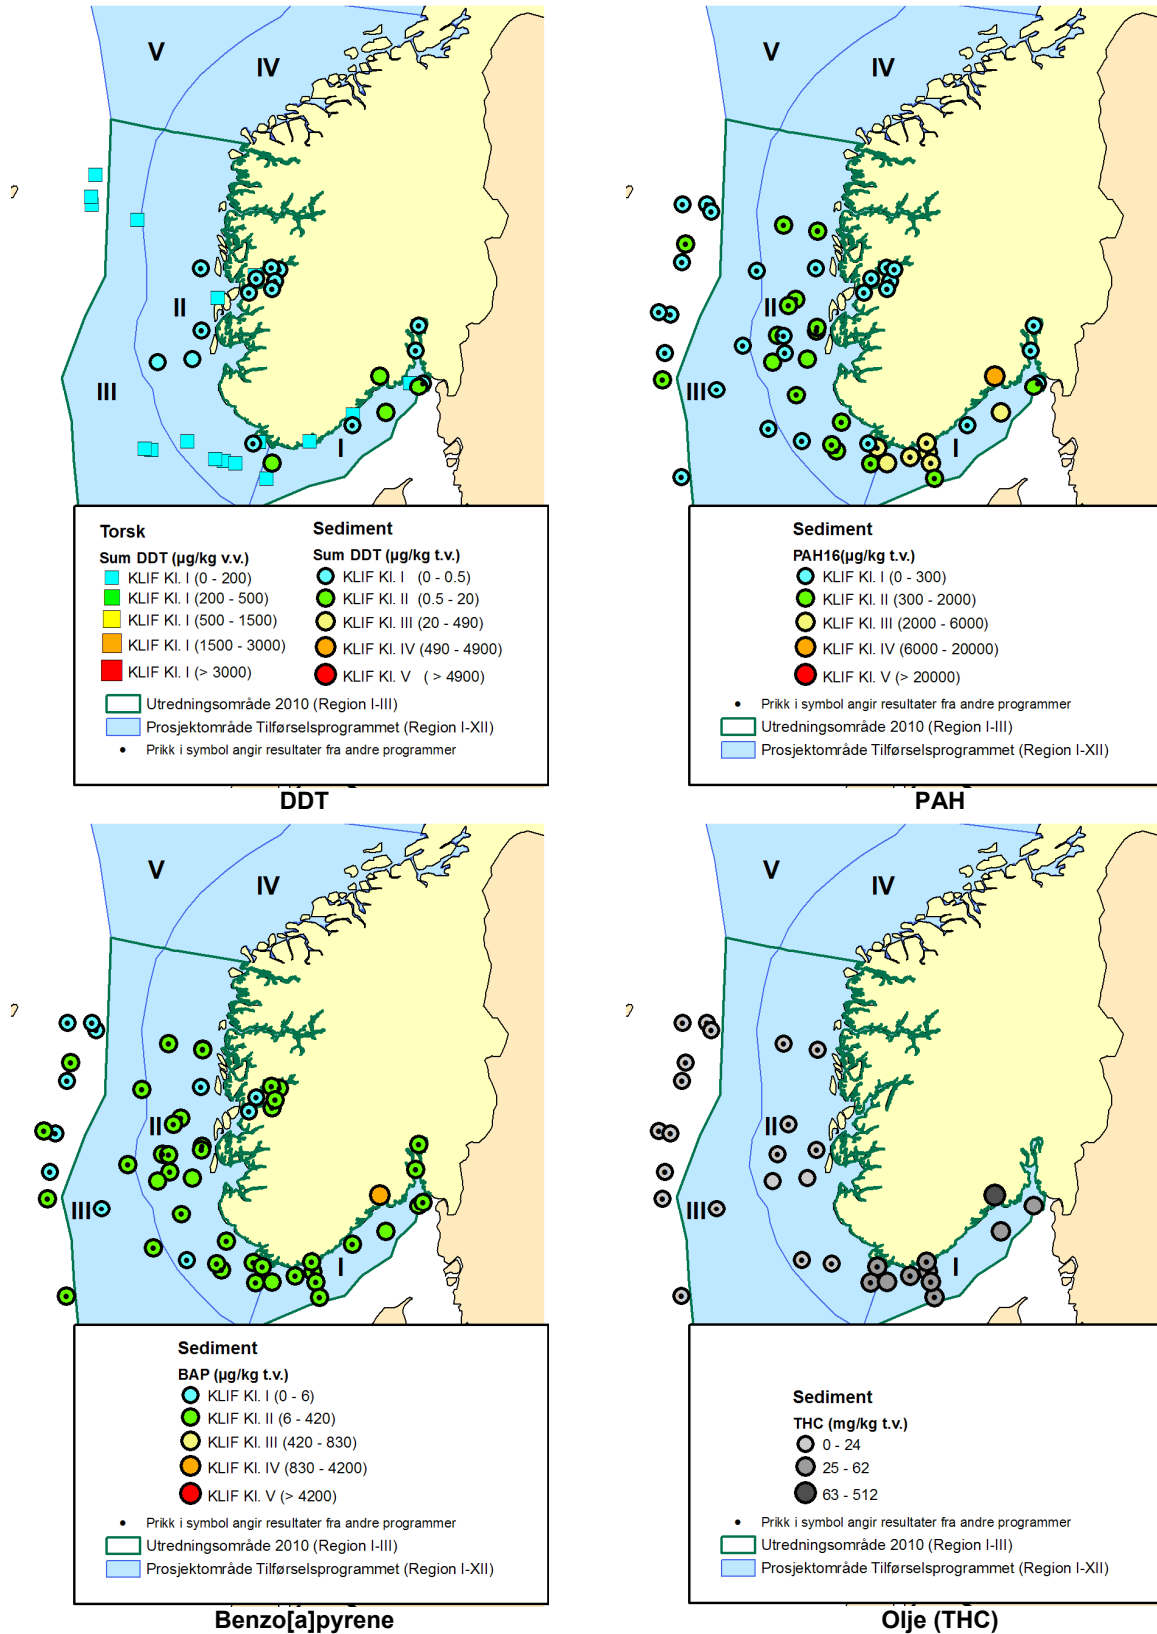 V
IV
II
III
I
Torsk
Sum DDT (µg/kg v.v.)
KLIF Kl. I (0 - 200)
KLIF Kl. I (200 - 500)
KLIF Kl. I (500 - 1500)
KLIF Kl. I (1500 - 3000)
KLIF Kl. I (> 3000)
Sediment
Sum DDT (µg/kg t.v.)
KLIF Kl. I (0 - 0.5)
KLIF Kl. II (0.5 - 20)
KLIF Kl. III (20 - 490)
KLIF Kl. IV (490 - 4900)
KLIF Kl. V ( > 4900)
Utredningsområde 2010 (Region I-III)
Prosjektområde Tilførselsprogrammet (Region I-XII)
Prikk i symbol angir resultater fra andre programmer
DDT
V
IV
II
III
I
Sediment
PAH16(µg/kg t.v.)
KLIF Kl. I (0 - 300)
KLIF Kl. II (300 - 2000)
KLIF Kl. III (2000 - 6000)
KLIF Kl. IV (6000 - 20000)
KLIF Kl. V (> 20000)
Prikk i symbol angir resultater fra andre programmer
Utredningsområde 2010 (Region I-III)
Prosjektområde Tilførselsprogrammet (Region I-XII)
PAH
V
IV
II
III
I
Sediment
BAP (µg/kg t.v.)
KLIF Kl. I (0 - 6)
KLIF Kl. II (6 - 420)
KLIF Kl. III (420 - 830)
KLIF Kl. IV (830 - 4200)
KLIF Kl. V (> 4200)
Prikk i symbol angir resultater fra andre programmer
Utredningsområde 2010 (Region I-III)
Prosjektområde Tilførselsprogrammet (Region I-XII)
Benzo[a]pyrene
V
IV
II
III
I
Sediment
THC (mg/kg t.v.)
0 - 24
25 - 62
63 - 512
Prikk i symbol angir resultater fra andre programmer
Utredningsområde 2010 (Region I-III)
Prosjektområde Tilførselsprogrammet (Region I-XII)
Olje (THC)